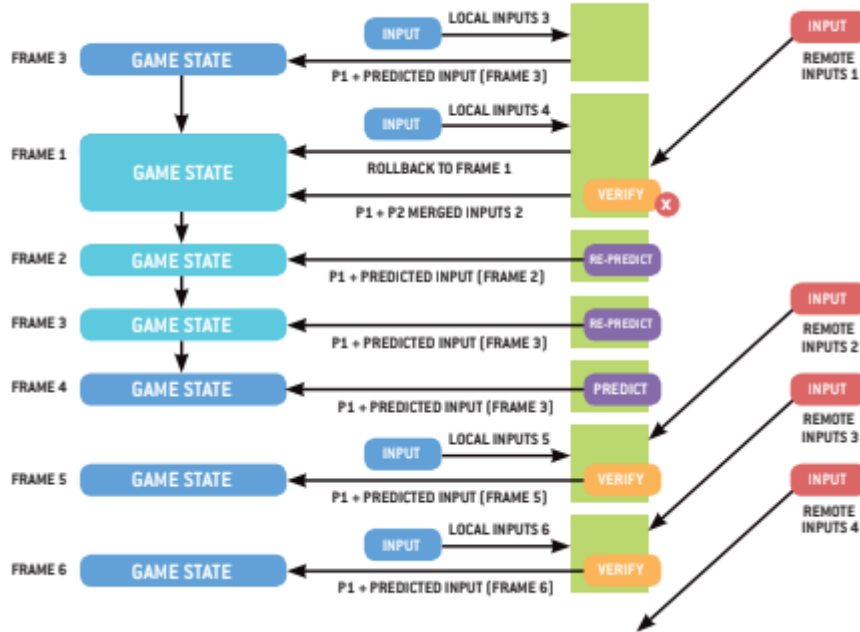 LOCAL INPUTS 3
INPUT
INPUT
FRAME 3
GAME STATE
REMOTE
INPUTS 1
P1 + PREDICTED INPUT (FRAME 3)
LOCAL INPUTS 4
INPUT
FRAME 1
GAME STATE
ROLLBACK TO FRAME 1
VERIFY
X
P1 + P2 MERGED INPUTS 2
FRAME 2
GAME STATE
RE-PREDICT
P1 + PREDICTED INPUT (FRAME 2)
INPUT
FRAME 3
GAME STATE
RE-PREDICT
REMOTE
INPUTS 2
P1 + PREDICTED INPUT (FRAME 3)
FRAME 4
GAME STATE
PREDICT
INPUT
P1 + PREDICTED INPUT (FRAME 3)
REMOTE
INPUTS 3
LOCAL INPUTS 5
INPUT
FRAME 5
GAME STATE
VERIFY
INPUT
P1 + PREDICTED INPUT (FRAME 5)
REMOTE
INPUTS 4
LOCAL INPUTS 6
INPUT
FRAME 6
GAME STATE
VERIFY
P1 + PREDICTED INPUT (FRAME 6)